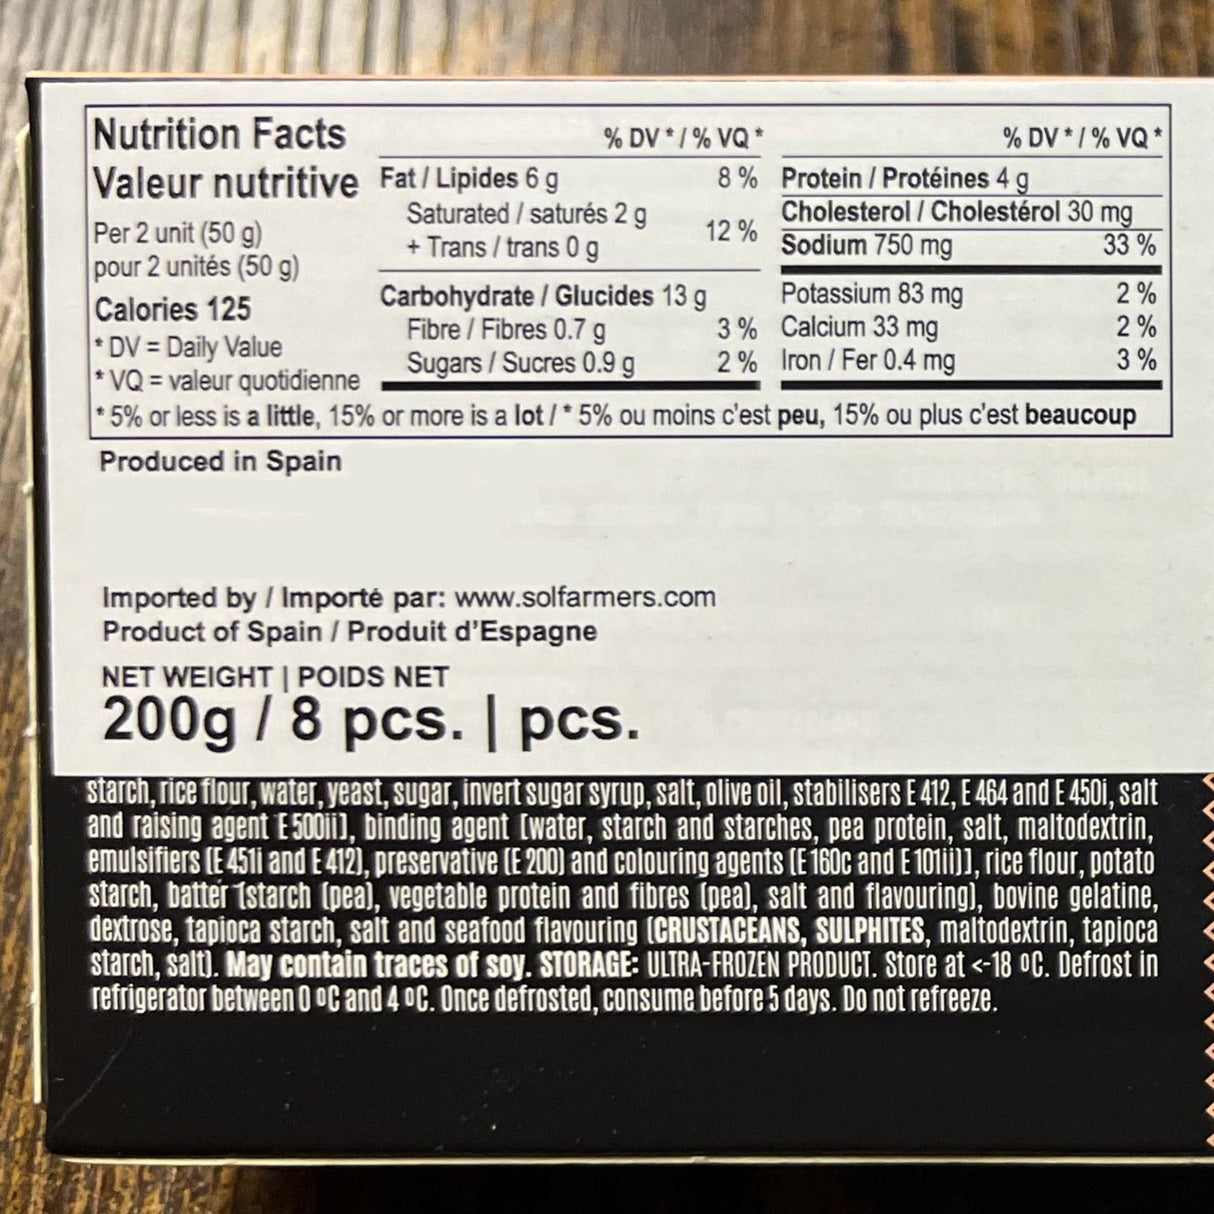 Nutrition Facts
Valeur nutritive
Per 2 unit (50 g)
pour 2 unités (50 g)
Calories 125
* DV = Daily Value
* VQ = valeur quotidienne
% DV * / % VQ *
Fat / Lipides 6 g 8 %
Saturated / saturés 2 g
+ Trans / trans 0 g 12 %
Carbohydrate / Glucides 13 g
Fibre / Fibres 0.7 g 3 %
Sugars / Sucres 0.9 g 2 %
% DV * / % VQ *
Protein / Protéines 4 g
Cholesterol / Cholestérol 30 mg
Sodium 750 mg 33 %
Potassium 83 mg 2 %
Calcium 33 mg 2 %
Iron / Fer 0.4 mg 3 %
* 5% or less is a little, 15% or more is a lot / * 5% ou moins c'est peu, 15% ou plus c'est beaucoup
Produced in Spain
Imported by / Importé par: www.solfarmers.com
Product of Spain / Produit d'Espagne
NET WEIGHT | POIDS NET
200g / 8 pcs. | pcs.
starch, rice flour, water, yeast, sugar, invert sugar syrup, salt, olive oil, stabilisers E 412, E 464 and E 450i, salt
and raising agent E 500ii], binding agent [water, starch and starches, pea protein, salt, maltodextrin,
emulsifiers (E 451i and E 412), preservative (E 200) and colouring agents (E 160c and E 101ii)], rice flour, potato
starch, batter [starch (pea), vegetable protein and fibres (pea), salt and flavouring], bovine gelatine,
dextrose, tapioca starch, salt and seafood flavouring [CRUSTACEANS, SULPHITES, maltodextrin, tapioca
starch, salt]. May contain traces of soy. STORAGE: ULTRA-FROZEN PRODUCT. Store at <-18 ºC. Defrost in
refrigerator between 0 ºC and 4 ºC. Once defrosted, consume before 5 days. Do not refreeze.